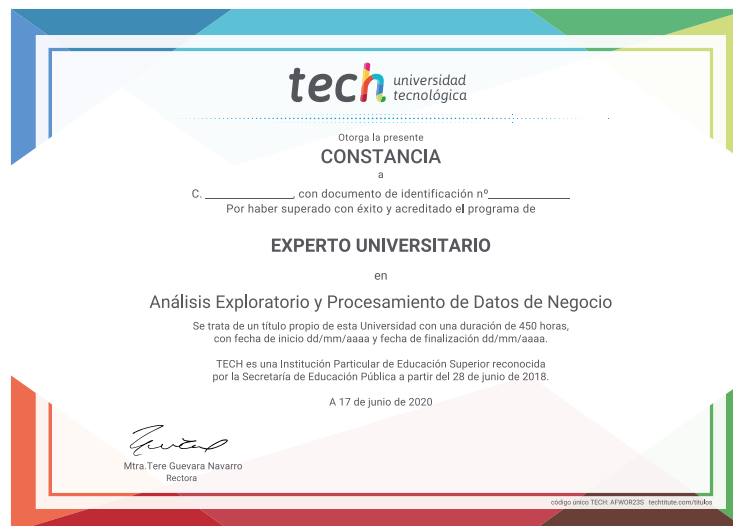 tech universidad
tecnológica
Otorga la presente
CONSTANCIA
a
C. ______________, con documento de identificación nº_____________
Por haber superado con éxito y acreditado el programa de
EXPERTO UNIVERSITARIO
en
Análisis Exploratorio y Procesamiento de Datos de Negocio
Se trata de un título propio de esta Universidad con una duración de 450 horas,
con fecha de inicio dd/mm/aaaa y fecha de finalización dd/mm/aaaa.
TECH es una Institución Particular de Educación Superior reconocida
por la Secretaría de Educación Pública a partir del 28 de junio de 2018.
A 17 de junio de 2020
Mtra.Tere Guevara Navarro
Rectora
código único TECH: AFWOR23S techtitute.com/titulos